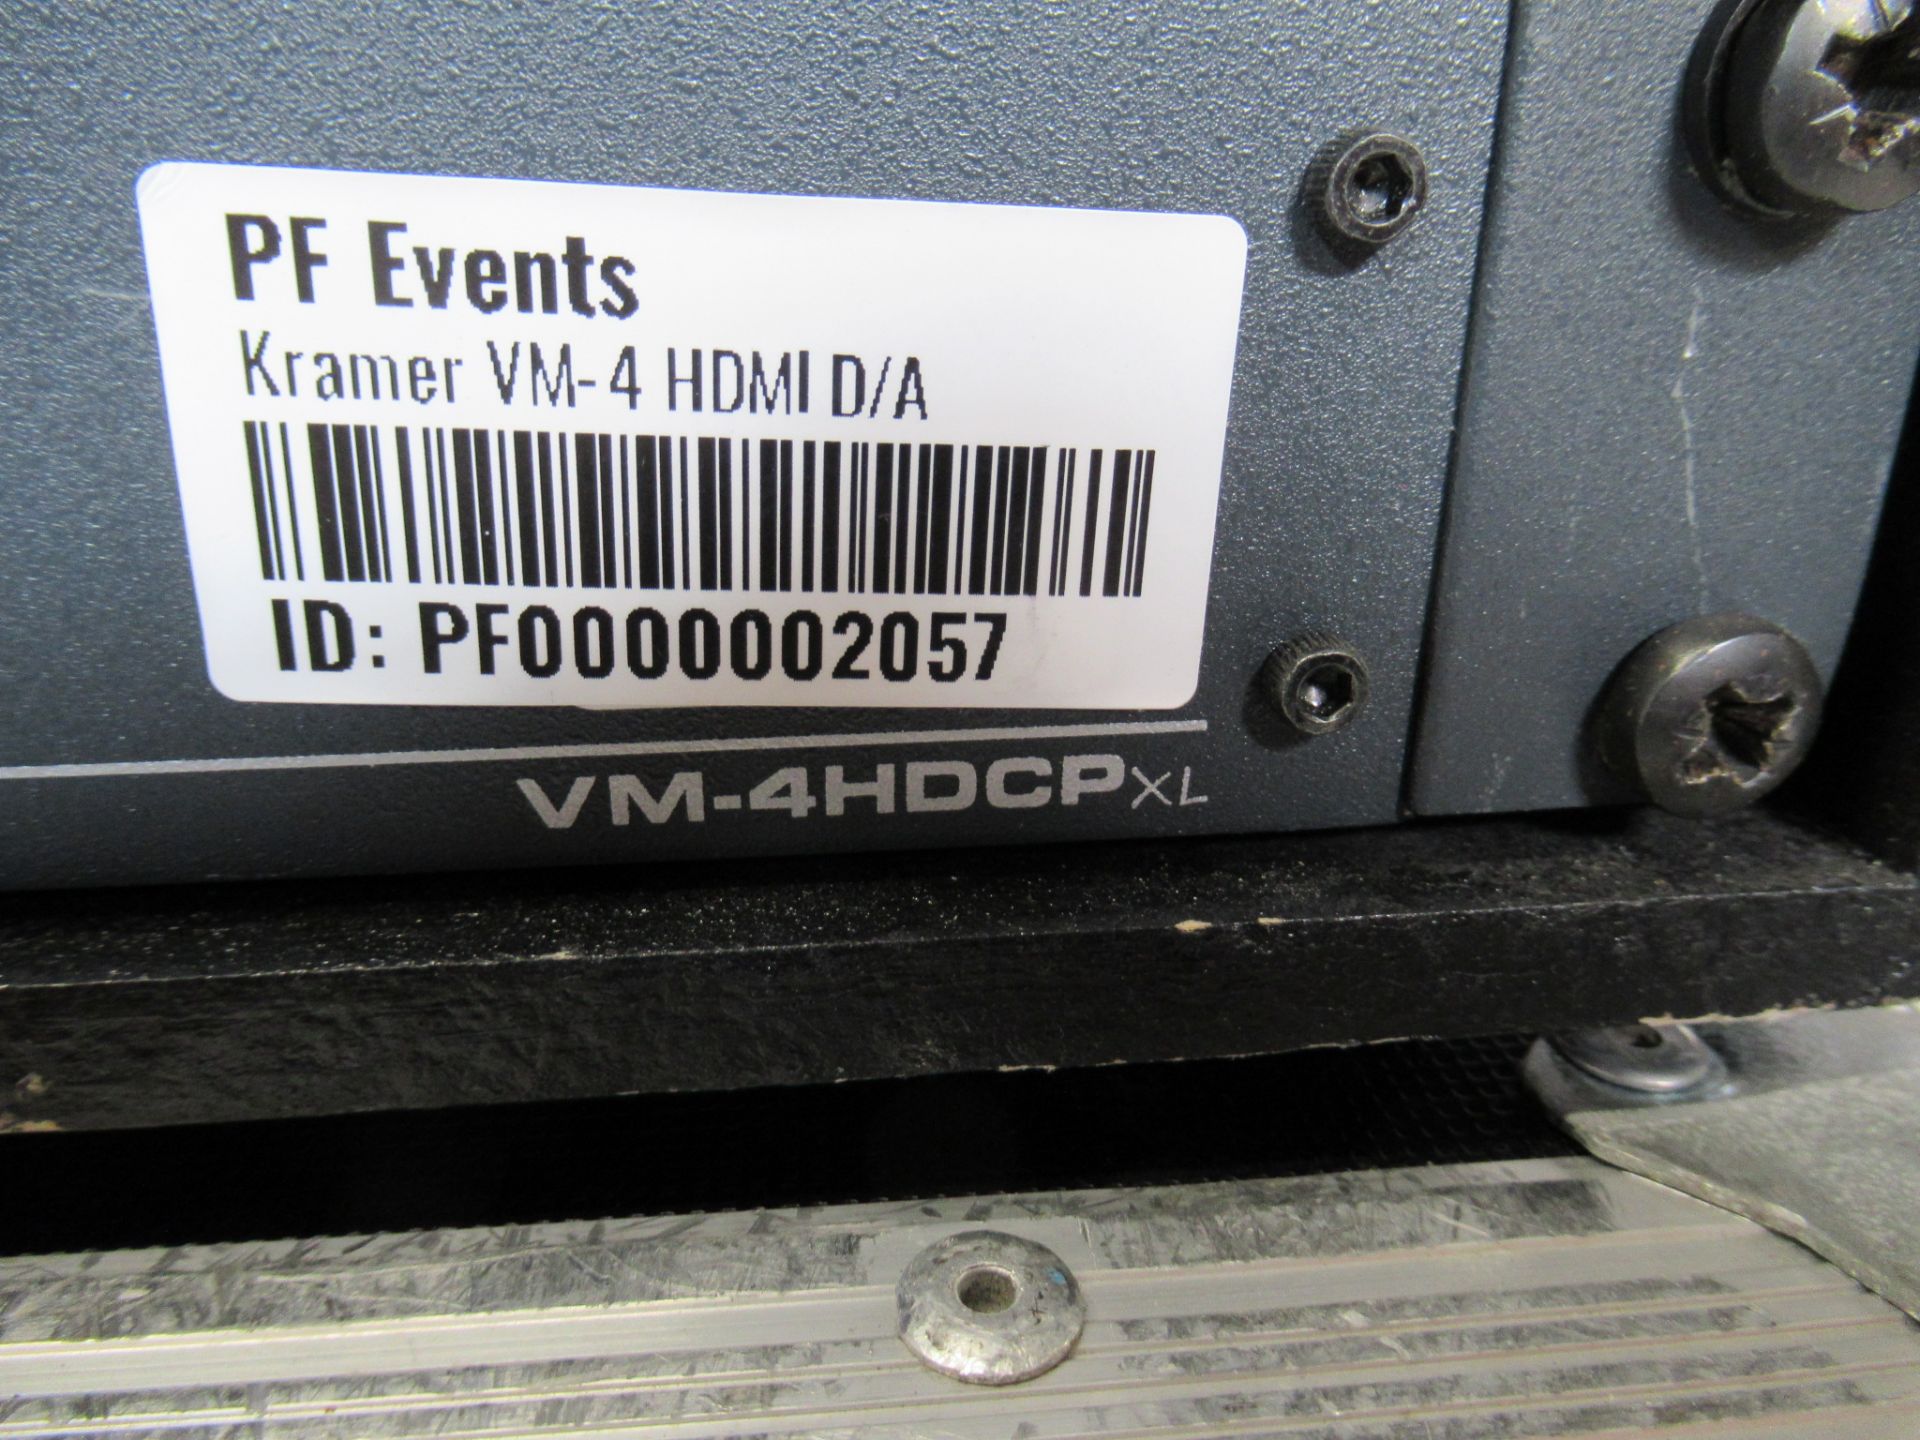 PF Events
Kramer VM-4 HDMI D/A
ID: PF0000002057
VM-4HDCPXL